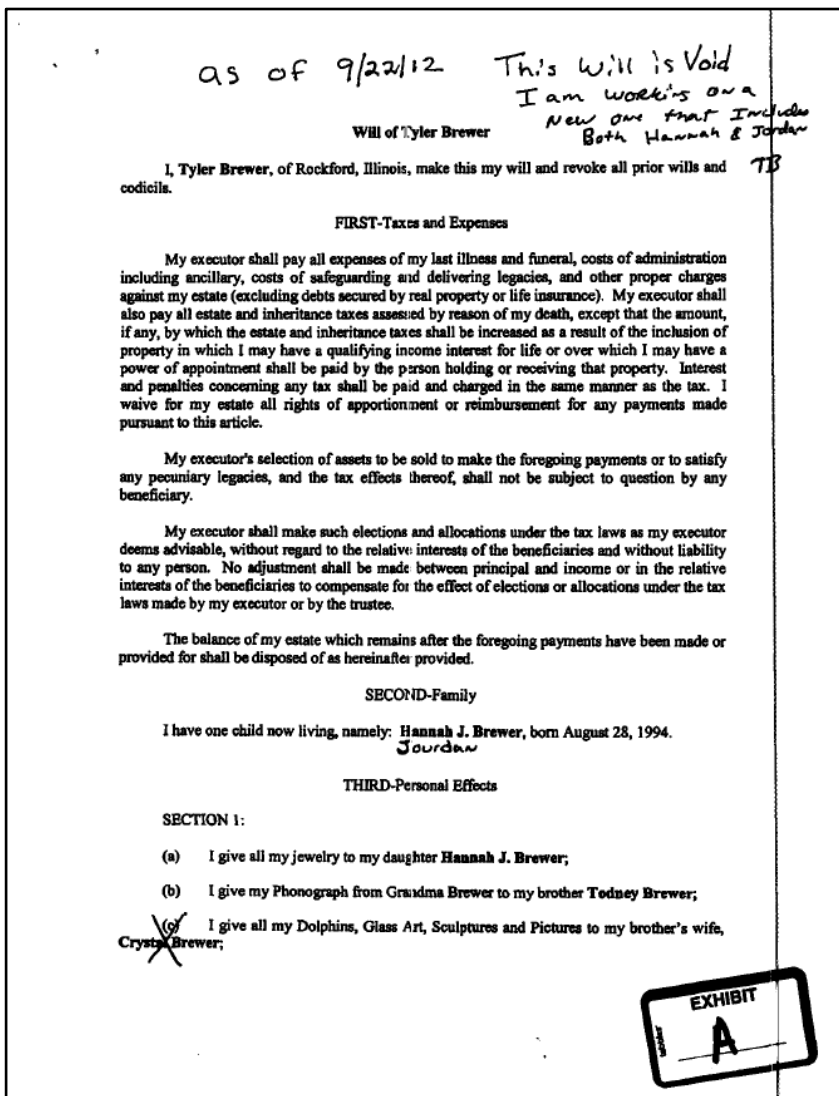 as of 9/22/12 This Will is Void
I am working on a
New one that Includes
Both Hannah & Jordan
TB
Will of Tyler Brewer
I, Tyler Brewer, of Rockford, Illinois, make this my will and revoke all prior wills and
codicils.
FIRST-Taxes and Expenses
My executor shall pay all expenses of my last illness and funeral, costs of administration
including ancillary, costs of safeguarding and delivering legacies, and other proper charges
against my estate (excluding debts secured by real property or life insurance). My executor shall
also pay all estate and inheritance taxes assessed by reason of my death, except that the amount,
if any, by which the estate and inheritance taxes shall be increased as a result of the inclusion of
property in which I may have a qualifying income interest for life or over which I may have a
power of appointment shall be paid by the person holding or receiving that property. Interest
and penalties concerning any tax shall be paid and charged in the same manner as the tax. I
waive for my estate all rights of apportionment or reimbursement for any payments made
pursuant to this article.
My executor's selection of assets to be sold to make the foregoing payments or to satisfy
any pecuniary legacies, and the tax effects thereof, shall not be subject to question by any
beneficiary.
My executor shall make such elections and allocations under the tax laws as my executor
deems advisable, without regard to the relative interests of the beneficiaries and without liability
to any person. No adjustment shall be made between principal and income or in the relative
interests of the beneficiaries to compensate for the effect of elections or allocations under the tax
laws made by my executor or by the trustee.
The balance of my estate which remains after the foregoing payments have been made or
provided for shall be disposed of as hereinafter provided.
SECOND-Family
I have one child now living, namely: Hannah J. Brewer, born August 28, 1994.
Jourdan
THIRD-Personal Effects
SECTION 1:
(a) I give all my jewelry to my daughter Hannah J. Brewer;
(b) I give my Phonograph from Grandma Brewer to my brother Todney Brewer;
(c) I give all my Dolphins, Glass Art, Sculptures and Pictures to my brother's wife,
Crystal Brewer;
EXHIBIT
A